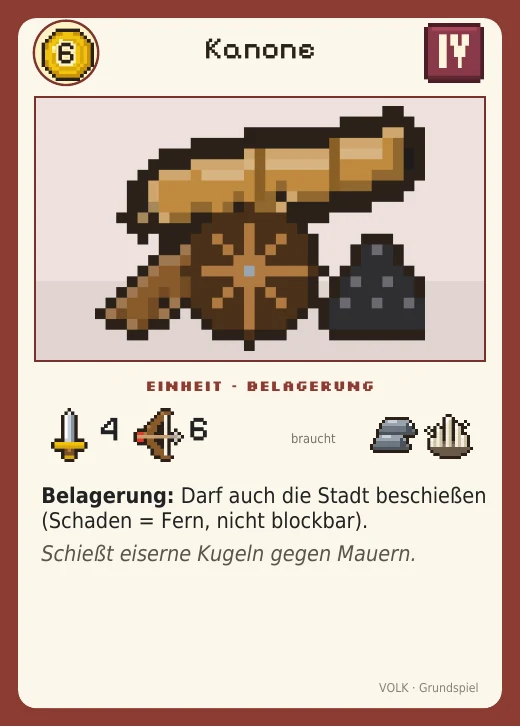 6
Kanone
IV
EINHEIT - BELAGERUNG
4
6
braucht
Belagerung: Darf auch die Stadt beschießen
(Schaden = Fern, nicht blockbar).
Schießt eiserne Kugeln gegen Mauern.
VOLK · Grundspiel